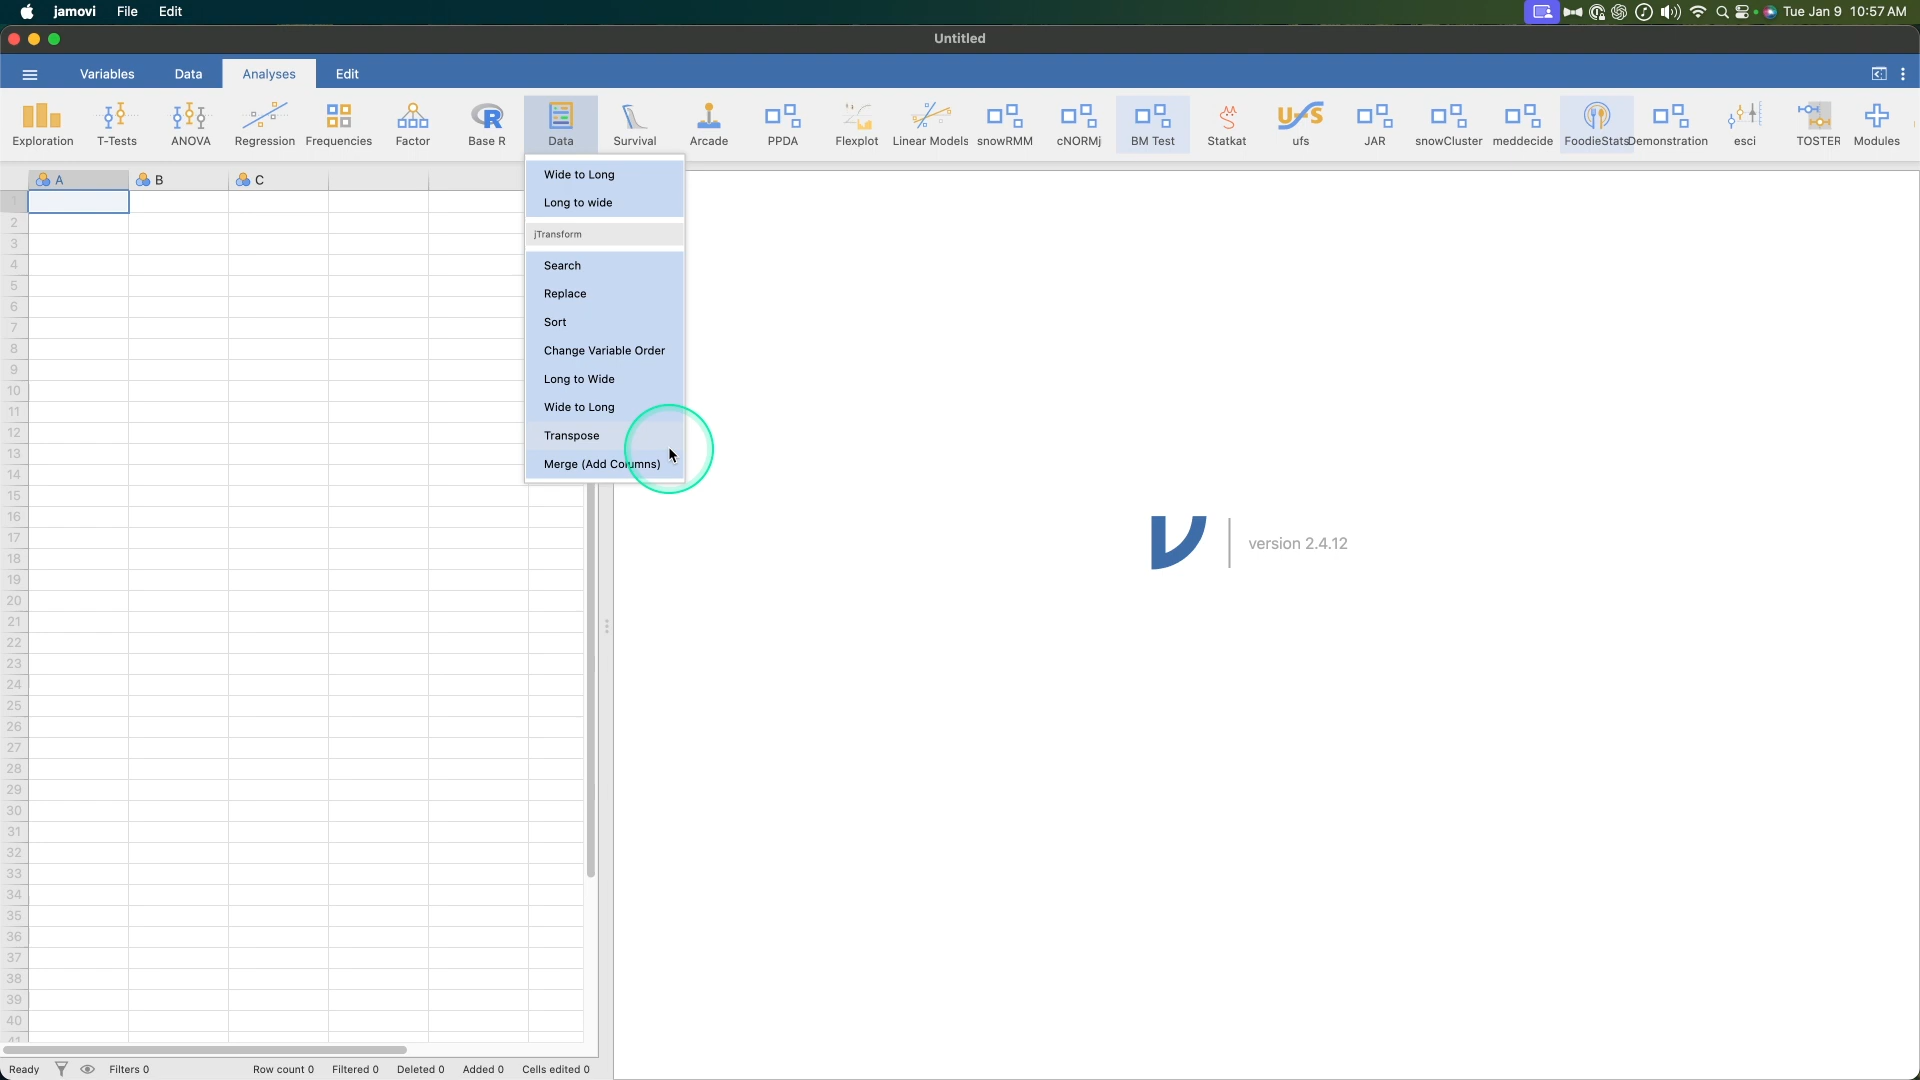 jamovi File Edit Tue Jan 9 10:57 AM
Untitled
Variables Data Analyses Edit
Exploration T-Tests ANOVA Regression Frequencies Factor Base R Data Survival Arcade PPDA Flexplot Linear Models snowRMM cNORMj BM Test Statkat ufs JAR snowCluster meddecide FoodieStats Demonstration esci TOSTER Modules
A B C
Wide to Long
Long to wide
jTransform
Search
Replace
Sort
Change Variable Order
Long to Wide
Wide to Long
Transpose
Merge (Add Columns)
version 2.4.12
1
2
3
4
5
6
7
8
9
10
11
12
13
14
15
16
17
18
19
20
21
22
23
24
25
26
27
28
29
30
31
32
33
34
35
36
37
38
39
40
41
Ready Filters 0 Row count 0 Filtered 0 Deleted 0 Added 0 Cells edited 0